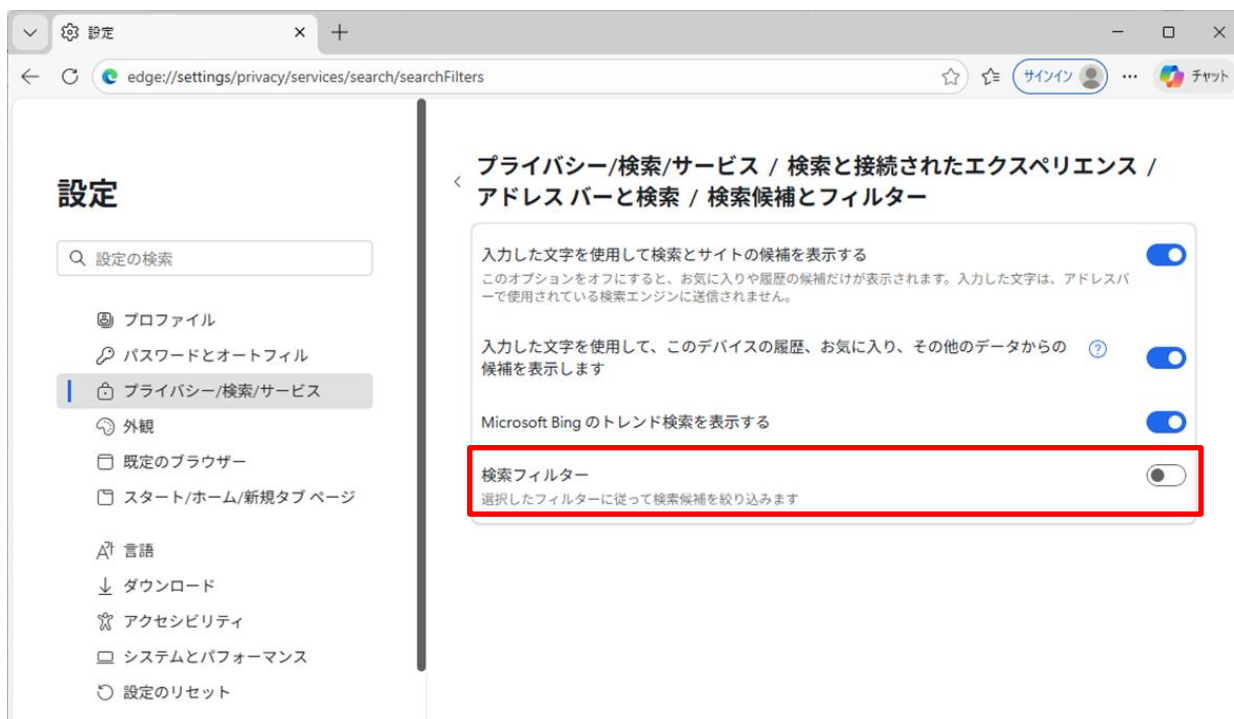 設定
edge://settings/privacy/services/search/searchFilters
サインイン
チャット
設定
設定の検索
プロファイル
パスワードとオートフィル
プライバシー/検索/サービス
外観
既定のブラウザー
スタート/ホーム/新規タブ ページ
言語
ダウンロード
アクセシビリティ
システムとパフォーマンス
設定のリセット
プライバシー/検索/サービス / 検索と接続されたエクスペリエンス /
アドレス バーと検索 / 検索候補とフィルター
入力した文字を使用して検索とサイトの候補を表示する
このオプションをオフにすると、お気に入りや履歴の候補だけが表示されます。入力した文字は、アドレスバ
ーで使用されている検索エンジンに送信されません。
入力した文字を使用して、このデバイスの履歴、お気に入り、その他のデータからの
候補を表示します
Microsoft Bing のトレンド検索を表示する
検索フィルター
選択したフィルターに従って検索候補を絞り込みます